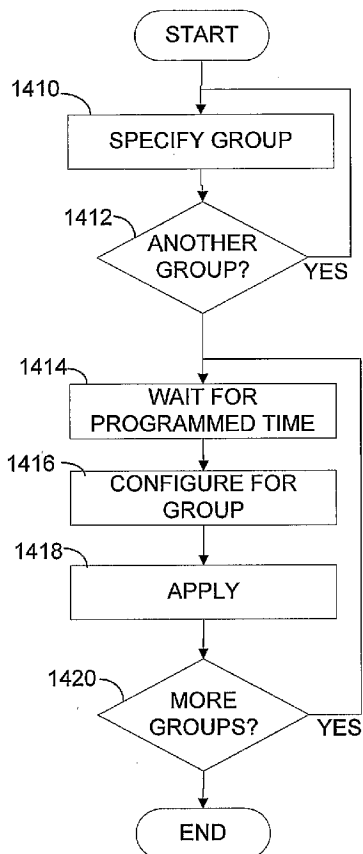 START
1410
SPECIFY GROUP
1412
ANOTHER
GROUP?
YES
1414
WAIT FOR
PROGRAMMED TIME
1416
CONFIGURE FOR
GROUP
1418
APPLY
1420
MORE
GROUPS?
YES
END